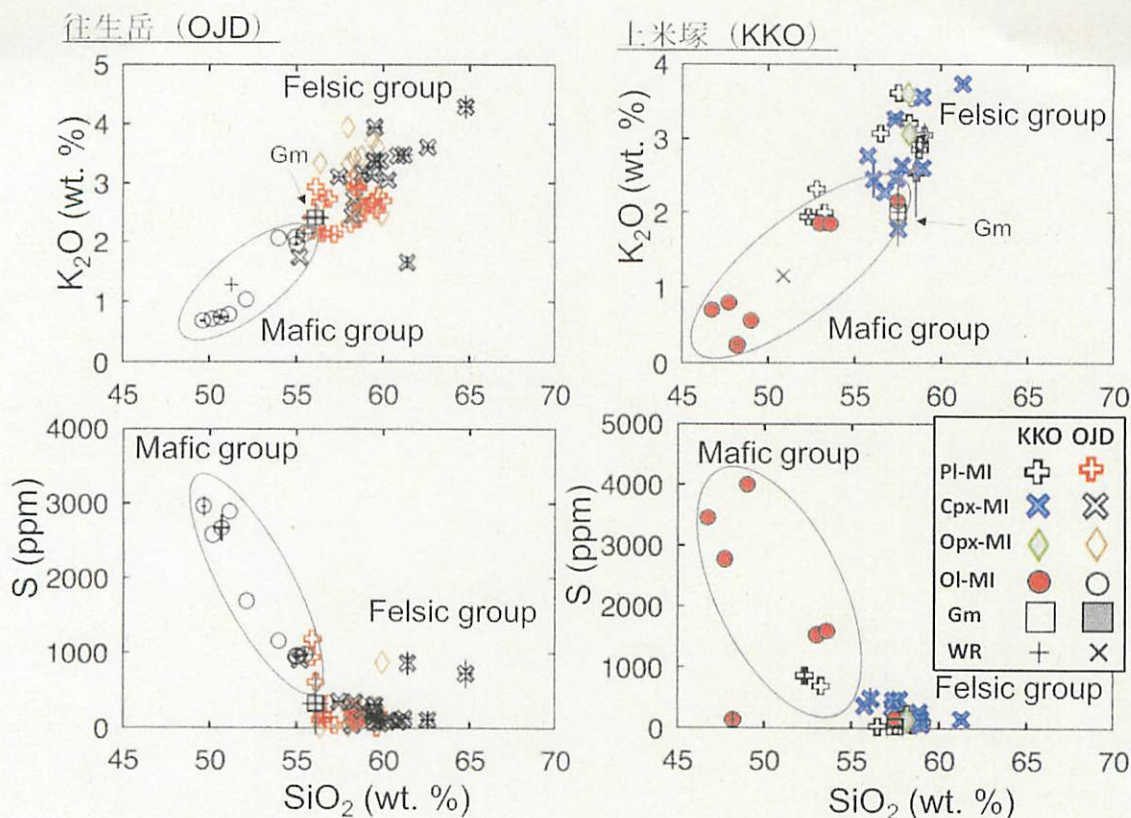 往生岳 (OJD)
上米塚 (KKO)
K₂O (wt. %)
5
4
3
2
1
0
45 50 55 60 65 70
Felsic group
Gm
Mafic group
K₂O (wt. %)
4
3
2
1
0
45 50 55 60 65 70
Felsic group
Gm
Mafic group
S (ppm)
4000
3000
2000
1000
0
45 50 55 60 65 70
SiO₂ (wt. %)
Mafic group
Felsic group
S (ppm)
5000
4000
3000
2000
1000
0
45 50 55 60 65 70
SiO₂ (wt. %)
Mafic group
Felsic group
KKO OJD
Pl-MI
Cpx-MI
Opx-MI
Ol-MI
Gm
WR